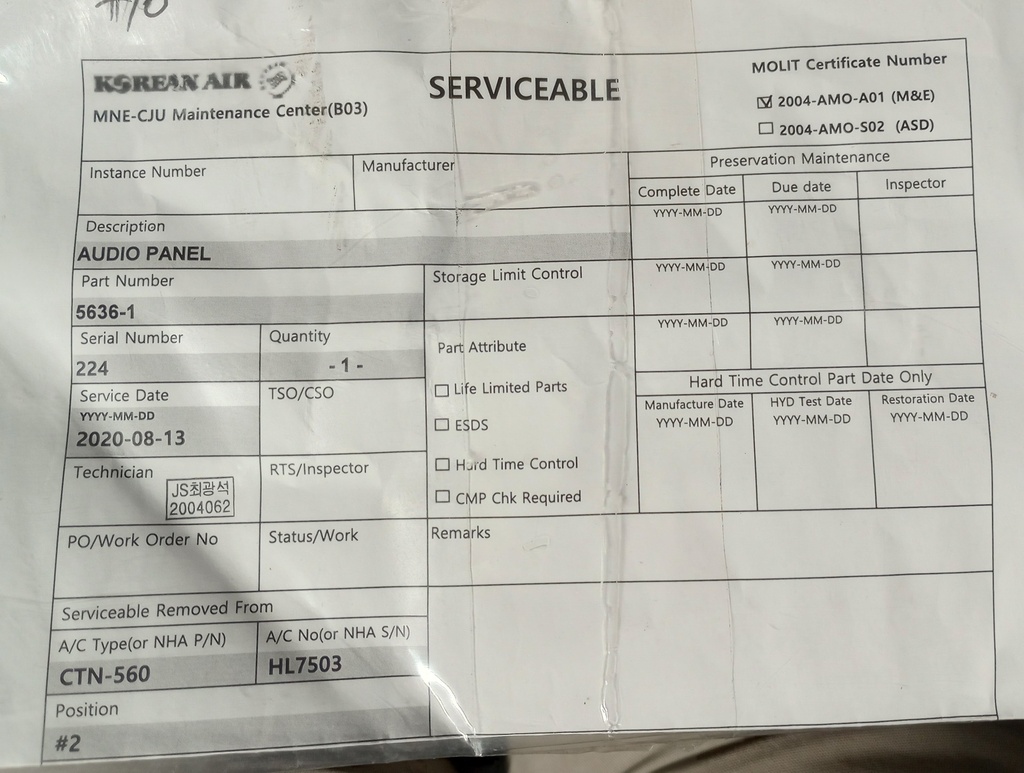 #10
KOREAN AIR
MNE-CJU Maintenance Center(B03)
SERVICEABLE
MOLIT Certificate Number
☑ 2004-AMO-A01 (M&E)
☐ 2004-AMO-S02 (ASD)
Instance Number
Manufacturer
Preservation Maintenance
Complete Date Due date Inspector
YYYY-MM-DD YYYY-MM-DD
Description
AUDIO PANEL
YYYY-MM-DD YYYY-MM-DD
Part Number
5636-1
Storage Limit Control
YYYY-MM-DD YYYY-MM-DD
Serial Number
224
Quantity
- 1 -
Part Attribute
☐ Life Limited Parts
☐ ESDS
☐ Hard Time Control
☐ CMP Chk Required
Hard Time Control Part Date Only
Manufacture Date HYD Test Date Restoration Date
YYYY-MM-DD YYYY-MM-DD YYYY-MM-DD
Service Date
YYYY-MM-DD
2020-08-13
TSO/CSO
Technician
JS최광석
2004062
RTS/Inspector
PO/Work Order No
Status/Work
Remarks
Serviceable Removed From
A/C Type(or NHA P/N)
CTN-560
A/C No(or NHA S/N)
HL7503
Position
#2